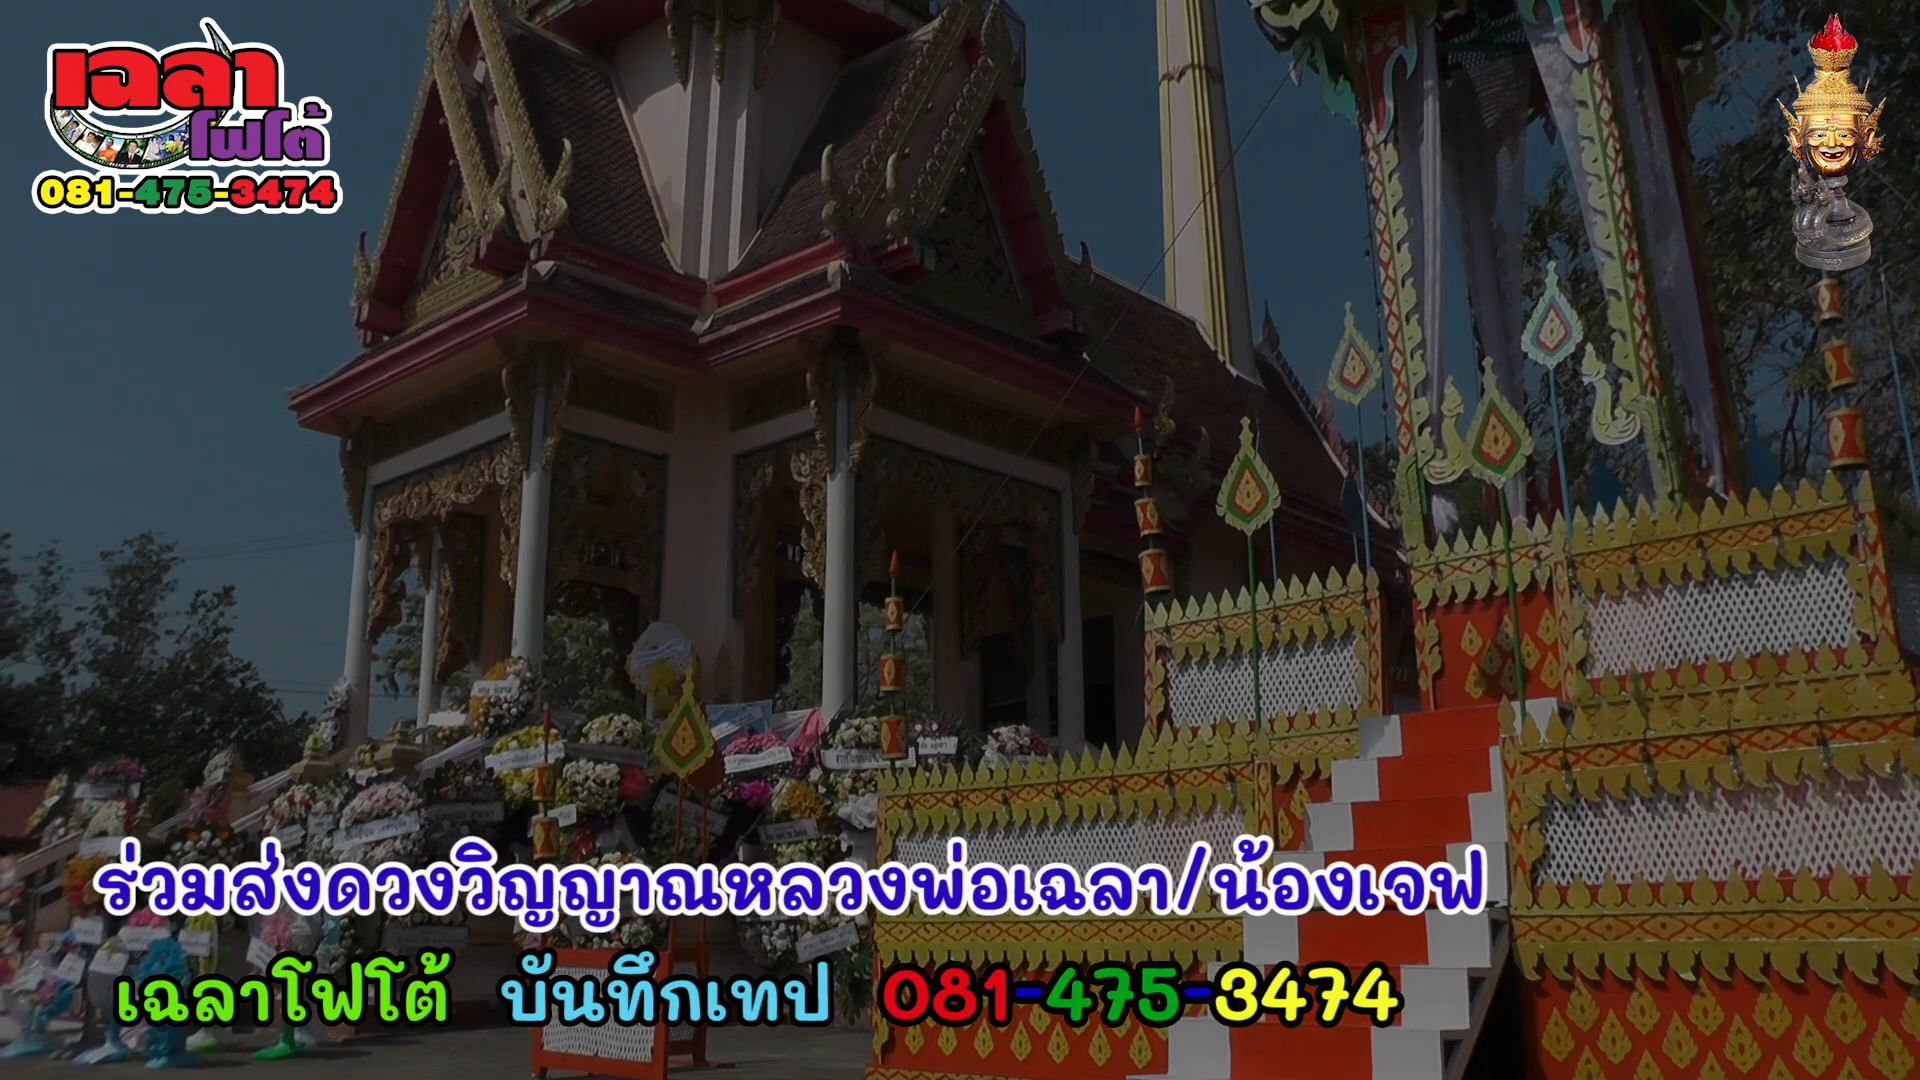 เฉลา
โฟโต้
081-475-3474
ร่วมส่งดวงวิญญาณหลวงพ่อเฉลา/น้องเจฟ
เฉลาโฟโต้ บันทึกเทป 081-475-3474